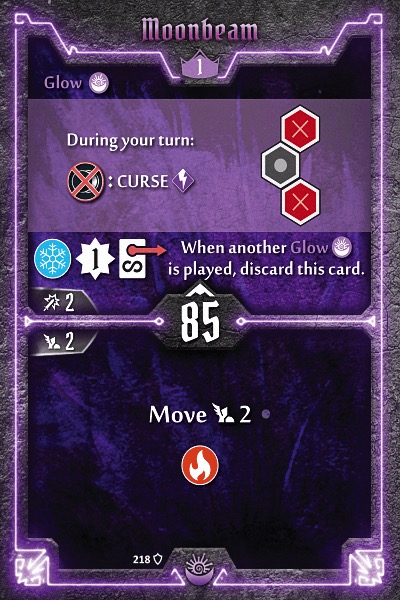 Moonbeam
1
Glow
During your turn:
: CURSE
1
When another Glow
is played, discard this card.
2
85
2
Move 2
218